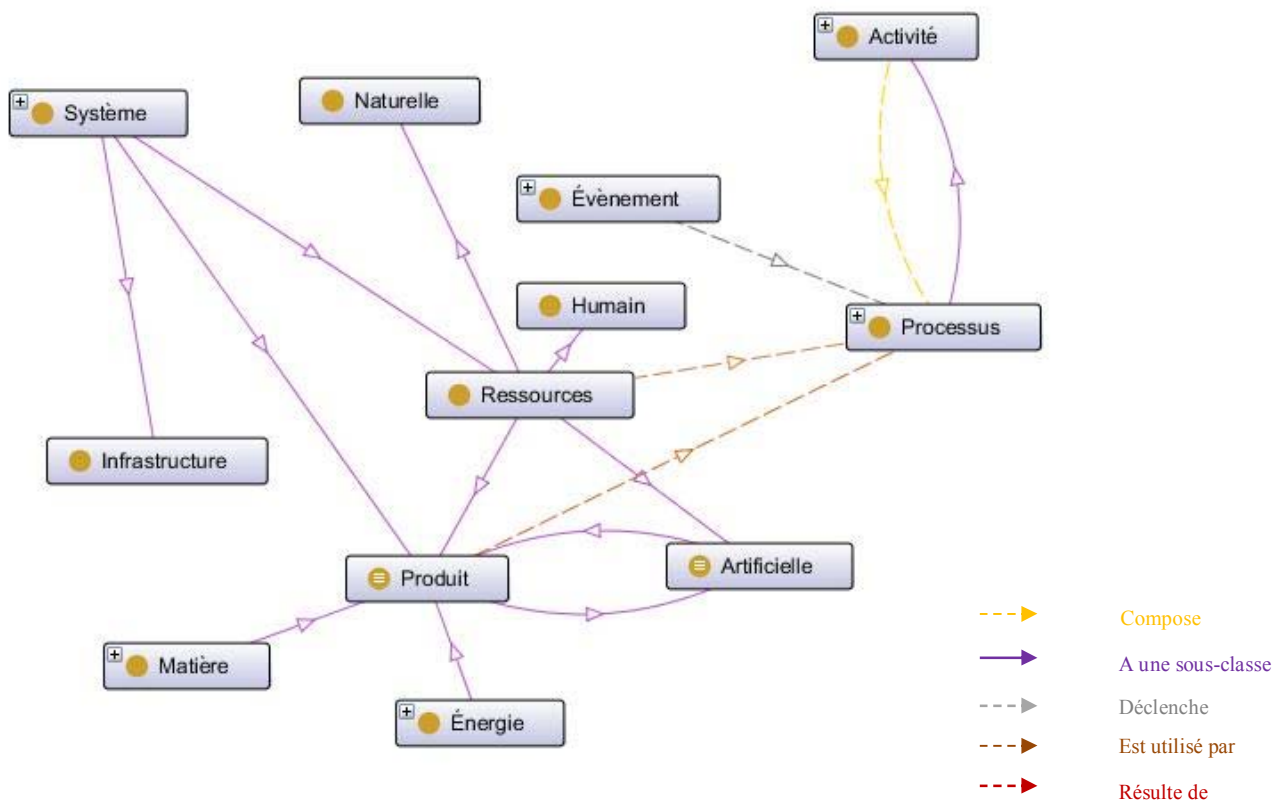 Activité
Naturelle
Système
Évènement
Humain
Processus
Ressources
Infrastructure
Artificielle
Produit
Matière
Énergie
Compose
A une sous-classe
Déclenche
Est utilisé par
Résulte de